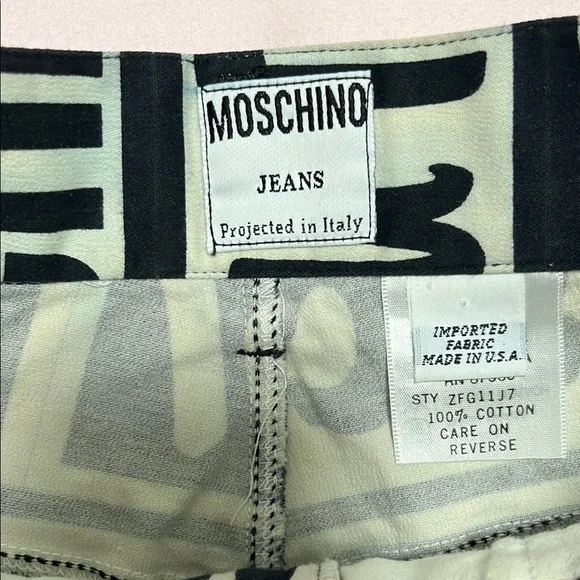 MOSCHINO
JEANS
Projected in Italy
IMPORTED
FABRIC
MADE IN U.S.A.
STY ZFG11J7
100% COTTON
CARE ON
REVERSE